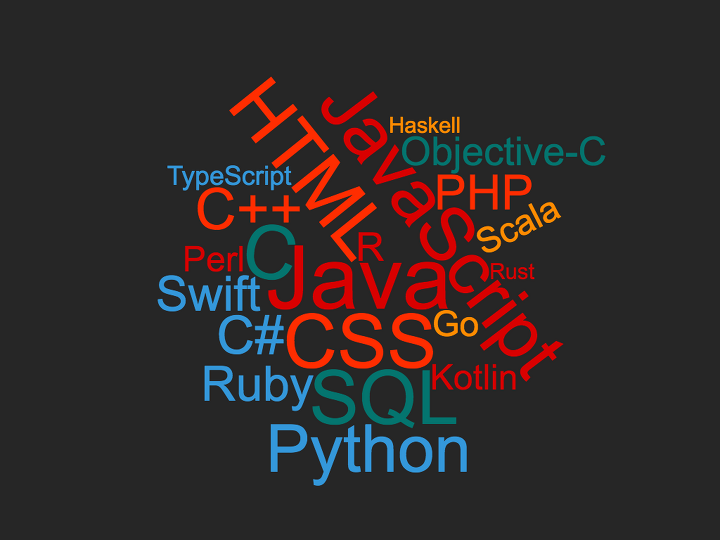 HTML
JavaScript
Haskell
Objective-C
TypeScript
PHP
C++
Scala
R
C
Perl
Java
Rust
Swift
Go
C#
CSS
Kotlin
Ruby
SQL
Python